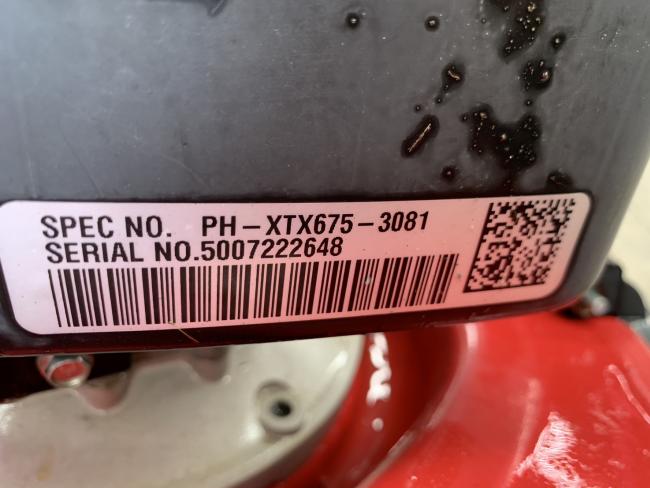 SPEC NO. PH-XTX675-3081
SERIAL NO.5007222648